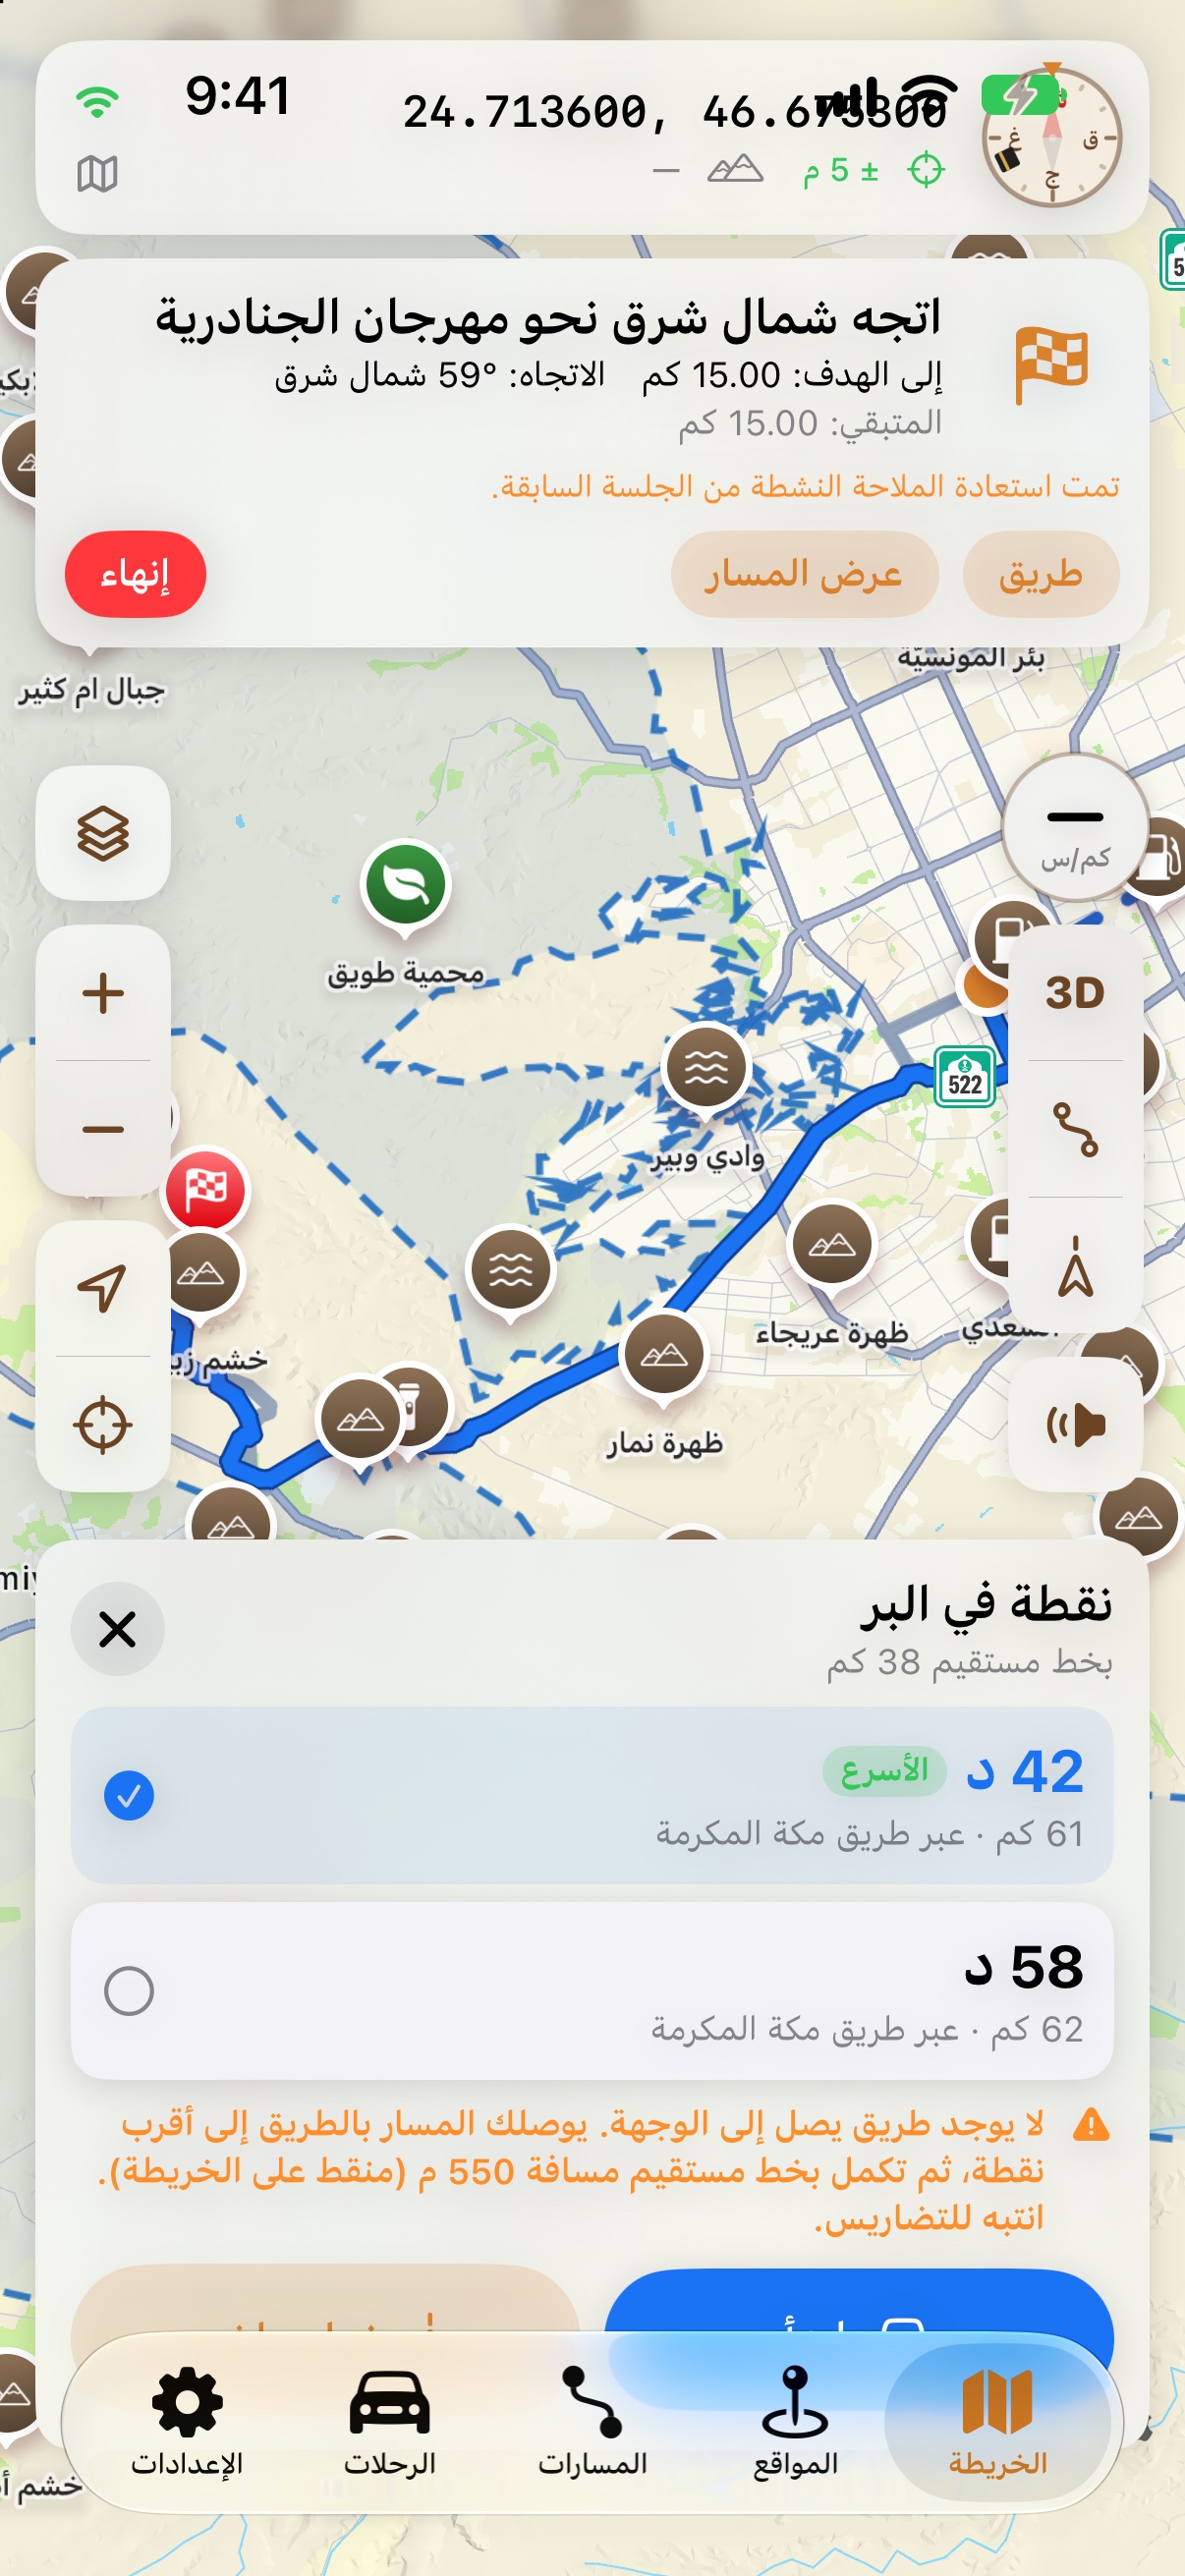 9:41
24.713600, 46.675300
± 5 م
—
غ
ق
ج
اتجه شمال شرق نحو مهرجان الجنادرية
إلى الهدف: 15.00 كم الاتجاه: 59° شمال شرق
المتبقي: 15.00 كم
تمت استعادة الملاحة النشطة من الجلسة السابقة.
طريق
عرض المسار
إنهاء
بئر المونسيّة
جبال ام كثير
كم/س
محمية طويق
3D
522
وادي وبير
ظهرة عريجاء
السعدي
خشم
ظهرة نمار
نقطة في البر
بخط مستقيم 38 كم
42 د الأسرع
61 كم · عبر طريق مكة المكرمة
58 د
62 كم · عبر طريق مكة المكرمة
لا يوجد طريق يصل إلى الوجهة. يوصلك المسار بالطريق إلى أقرب
نقطة، ثم تكمل بخط مستقيم مسافة 550 م (منقط على الخريطة).
انتبه للتضاريس.
الخريطة
المواقع
المسارات
الرحلات
الإعدادات
خشم